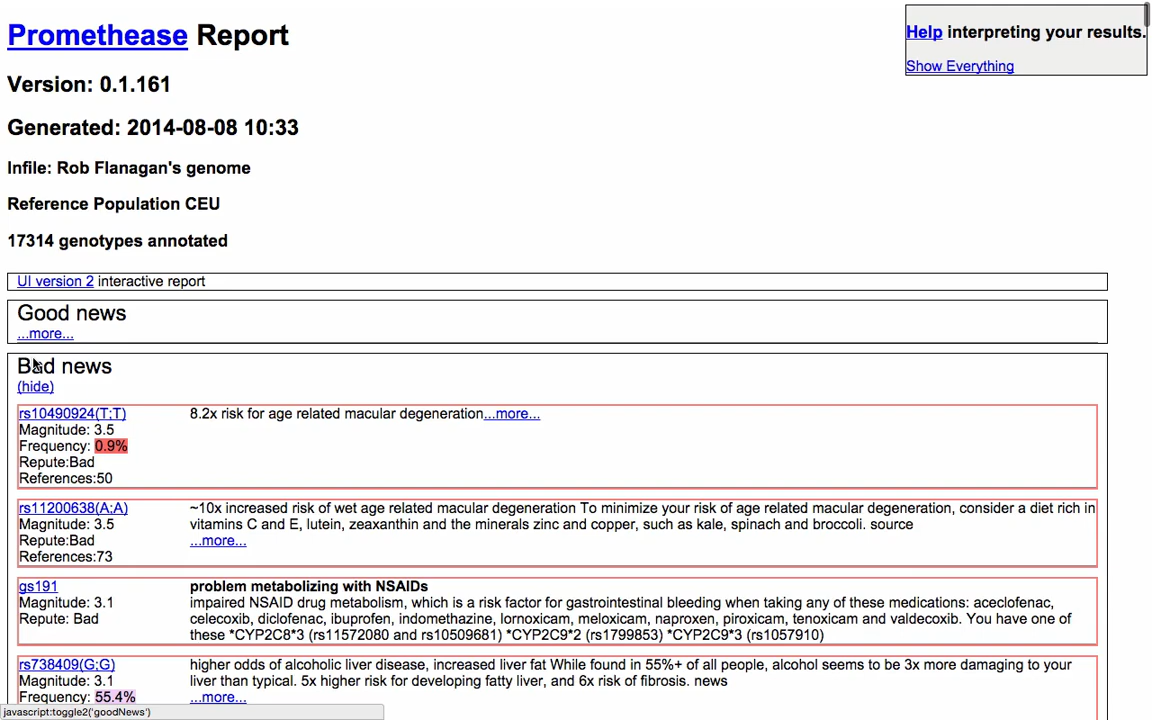 Promethease Report
Help interpreting your results.
Show Everything
Version: 0.1.161
Generated: 2014-08-08 10:33
Infile: Rob Flanagan's genome
Reference Population CEU
17314 genotypes annotated
UI version 2 interactive report
Good news
...more...
Bad news
(hide)
rs10490924(T;T)
Magnitude: 3.5
Frequency: 0.9%
Repute:Bad
References:50
8.2x risk for age related macular degeneration...more...
rs11200638(A;A)
Magnitude: 3.5
Repute:Bad
References:73
~10x increased risk of wet age related macular degeneration To minimize your risk of age related macular degeneration, consider a diet rich in
vitamins C and E, lutein, zeaxanthin and the minerals zinc and copper, such as kale, spinach and broccoli. source
...more...
gs191
Magnitude: 3.1
Repute: Bad
problem metabolizing with NSAIDs
impaired NSAID drug metabolism, which is a risk factor for gastrointestinal bleeding when taking any of these medications: aceclofenac,
celecoxib, diclofenac, ibuprofen, indomethazine, lornoxicam, meloxicam, naproxen, piroxicam, tenoxicam and valdecoxib. You have one of
these *CYP2C8*3 (rs11572080 and rs10509681) *CYP2C9*2 (rs1799853) *CYP2C9*3 (rs1057910)
rs738409(G;G)
Magnitude: 3.1
Frequency: 55.4%
higher odds of alcoholic liver disease, increased liver fat While found in 55%+ of all people, alcohol seems to be 3x more damaging to your
liver than typical. 5x higher risk for developing fatty liver, and 6x risk of fibrosis. news
...more...
javascript:toggle2('goodNews')